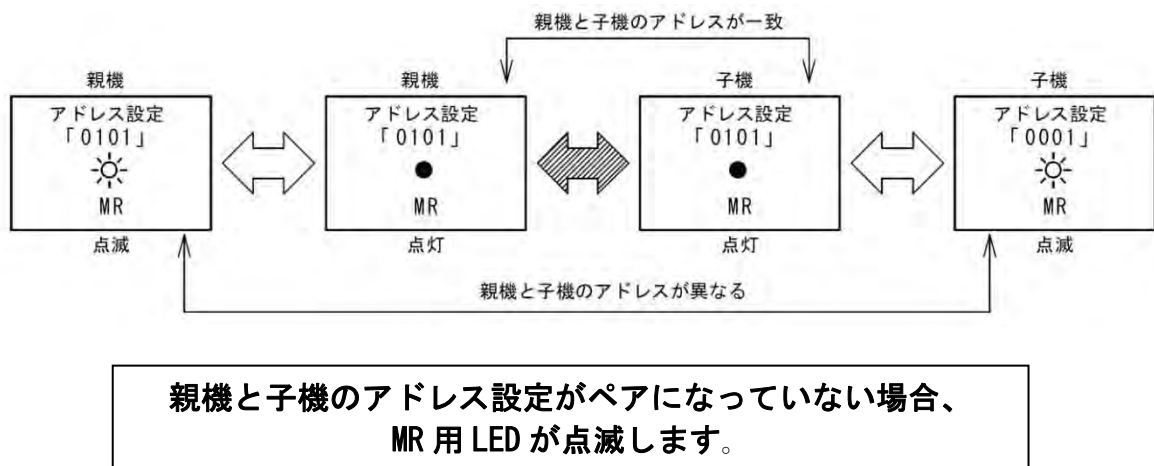 親機と子機のアドレスが一致
親機
アドレス設定
「0101」
MR
点滅
親機
アドレス設定
「0101」
MR
点灯
子機
アドレス設定
「0101」
MR
点灯
子機
アドレス設定
「0001」
MR
点滅
親機と子機のアドレスが異なる
親機と子機のアドレス設定がペアになっていない場合、
MR用LEDが点滅します。